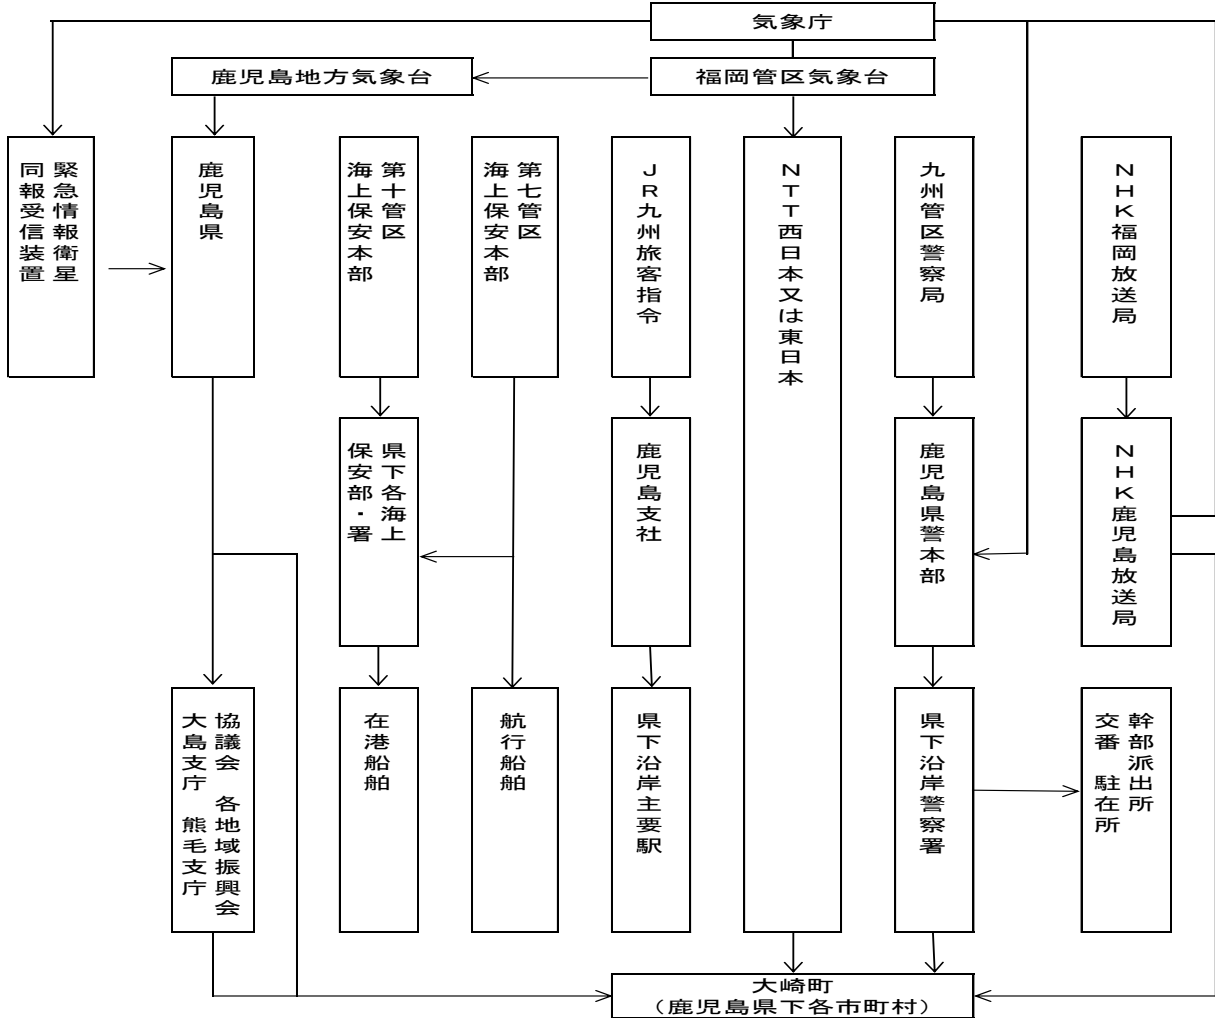 気象庁
鹿児島地方気象台
福岡管区気象台
緊急情報衛星
同報受信装置
鹿児島県
第十管区
海上保安本部
第七管区
海上保安本部
JR九州旅客指令
NTT西日本又は東日本
九州管区警察局
NHK福岡放送局
県下各海上
保安部・署
鹿児島支社
鹿児島県警本部
NHK鹿児島放送局
協議会 各地域振興会
大島支庁 熊毛支庁
在港船舶
航行船舶
県下沿岸主要駅
県下沿岸警察署
幹部派出所
交番 駐在所
大崎町
(鹿児島県下各市町村)